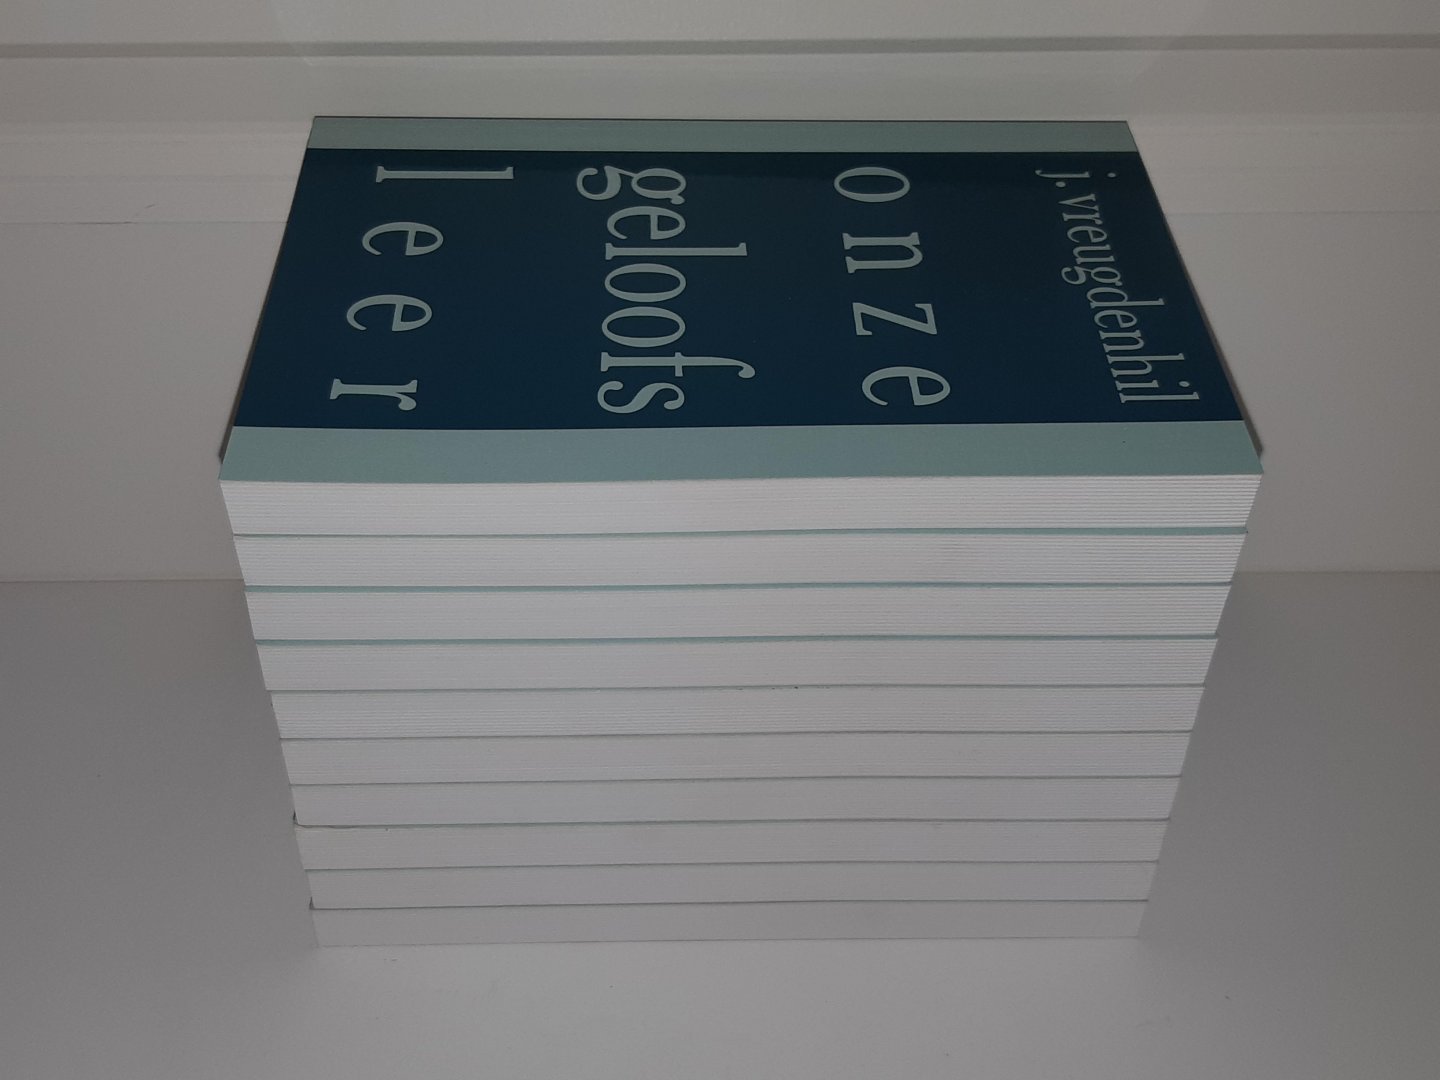 j. vreugdenhil
onze
geloofs
leer